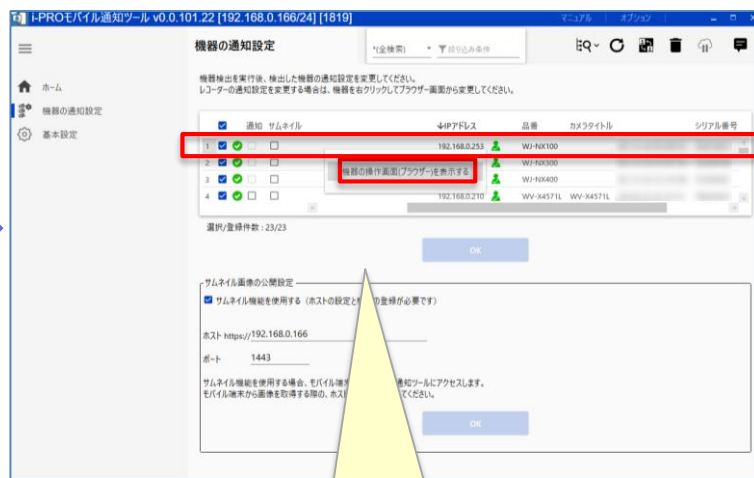 i-PROモバイル通知ツール v0.0.101.22 [192.168.0.166/24] [1819]
マニュアル オプション
機器の通知設定
*(全検索) 絞り込み条件
ホーム
機器の通知設定
基本設定
機器検出を実行後、検出した機器の通知設定を変更してください。
レコーダーの通知設定を変更する場合は、機器を右クリックしてブラウザー画面から変更してください。
通知 サムネイル ↓IPアドレス 品番 カメラタイトル シリアル番号
1 192.168.0.253 WJ-NX100
2 WJ-NX300
機器の操作画面(ブラウザー)を表示する
3 WJ-NX400
4 192.168.0.210 WV-X4571L WV-X4571L
選択/登録件数 : 23/23
OK
サムネイル画像の公開設定
サムネイル機能を使用する（ホストの設定と の登録が必要です）
ホスト https://192.168.0.166
ポート 1443
サムネイル機能を使用する場合、モバイル端末 通知ツールにアクセスします。
モバイル端末から画像を取得する際の、ホス ください。
OK